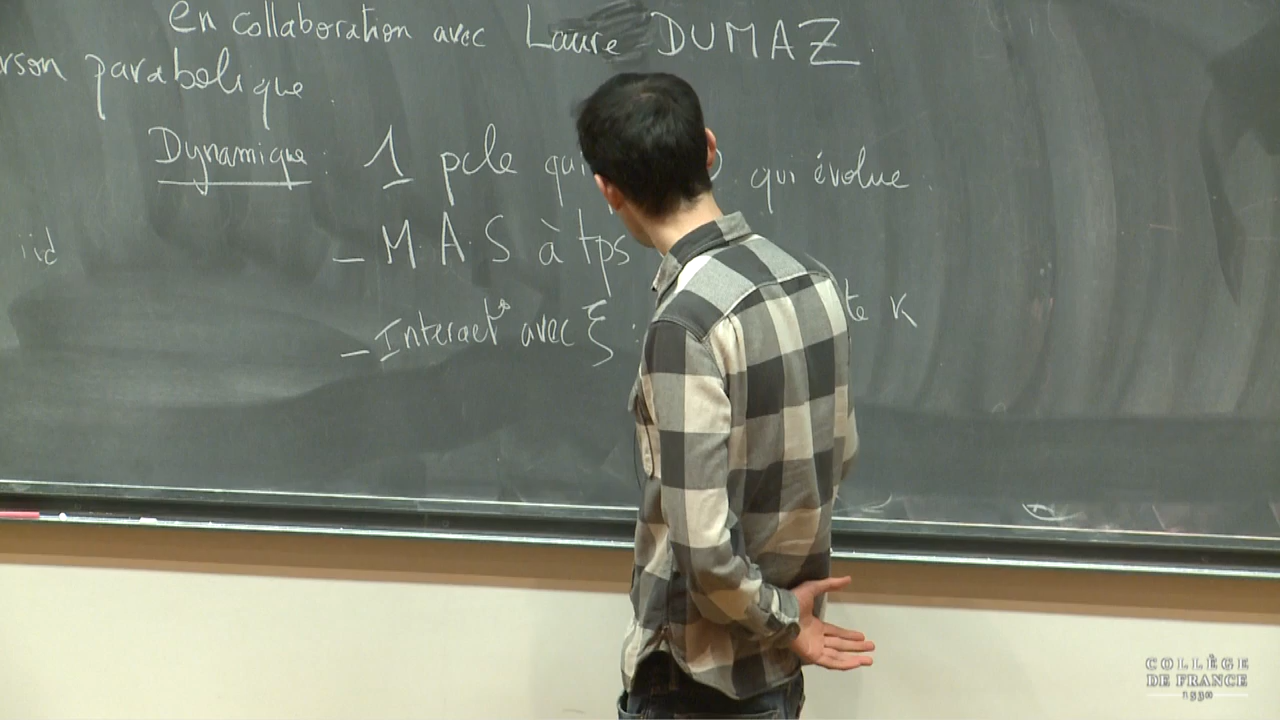 en collaboration avec Laure DUMAZ
rson parabolique.
Dynamique : 1 pcle qui qui évolue.
iid - M.A.S à tps
- Interact° avec ξ : te K
COLLÈGE
DE FRANCE
1530